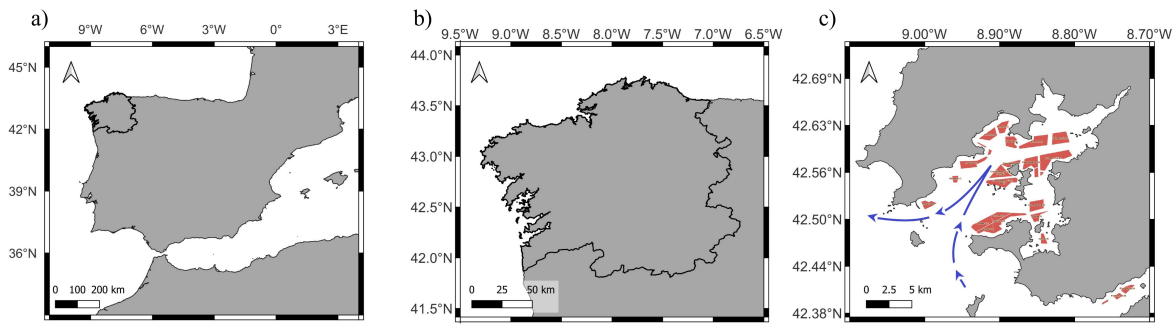 a)
9°W 6°W 3°W 0° 3°E
45°N
42°N
39°N
36°N
0 100 200 km
b)
9.5°W 9.0°W 8.5°W 8.0°W 7.5°W 7.0°W 6.5°W
44.0°N
43.5°N
43.0°N
42.5°N
42.0°N
41.5°N
0 25 50 km
c)
9.00°W 8.90°W 8.80°W 8.70°W
42.69°N
42.63°N
42.56°N
42.50°N
42.44°N
42.38°N
0 2.5 5 km